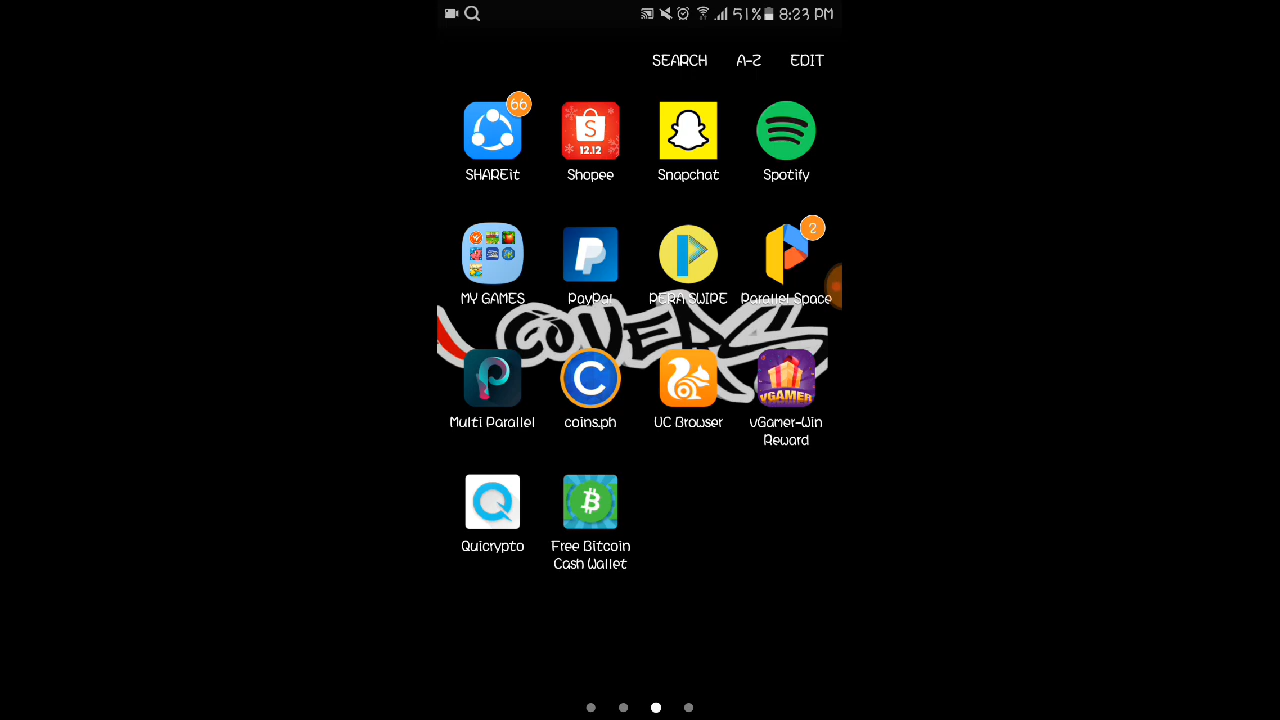 51% 8:23 PM
SEARCH A-Z EDIT
66
S
12.12
SHAREit Shopee Snapchat Spotify
2
MY GAMES PayPal PERA SWIPE Parallel Space
C
VGAMER
Multi Parallel coins.ph UC Browser vGamer-Win
Reward
Quicrypto Free Bitcoin
Cash Wallet